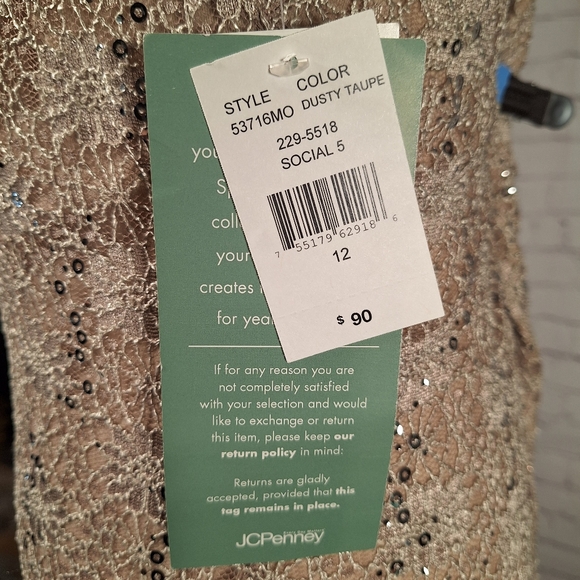 STYLE COLOR
53716MO DUSTY TAUPE
229-5518
SOCIAL 5
7 55179 62918 6
12
$ 90
your
creates
If for any reason you are
not completely satisfied
with your selection and would
like to exchange or return
this item, please keep our
return policy in mind:
Returns are gladly
accepted, provided that this
tag remains in place.
JCPenney